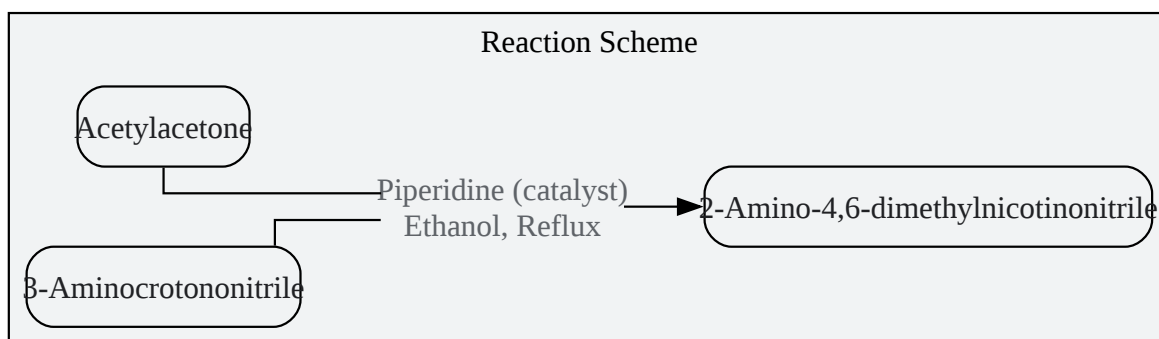 Reaction Scheme
Acetylacetone
Piperidine (catalyst)
Ethanol, Reflux
2-Amino-4,6-dimethylnicotinonitrile
3-Aminocrotononitrile